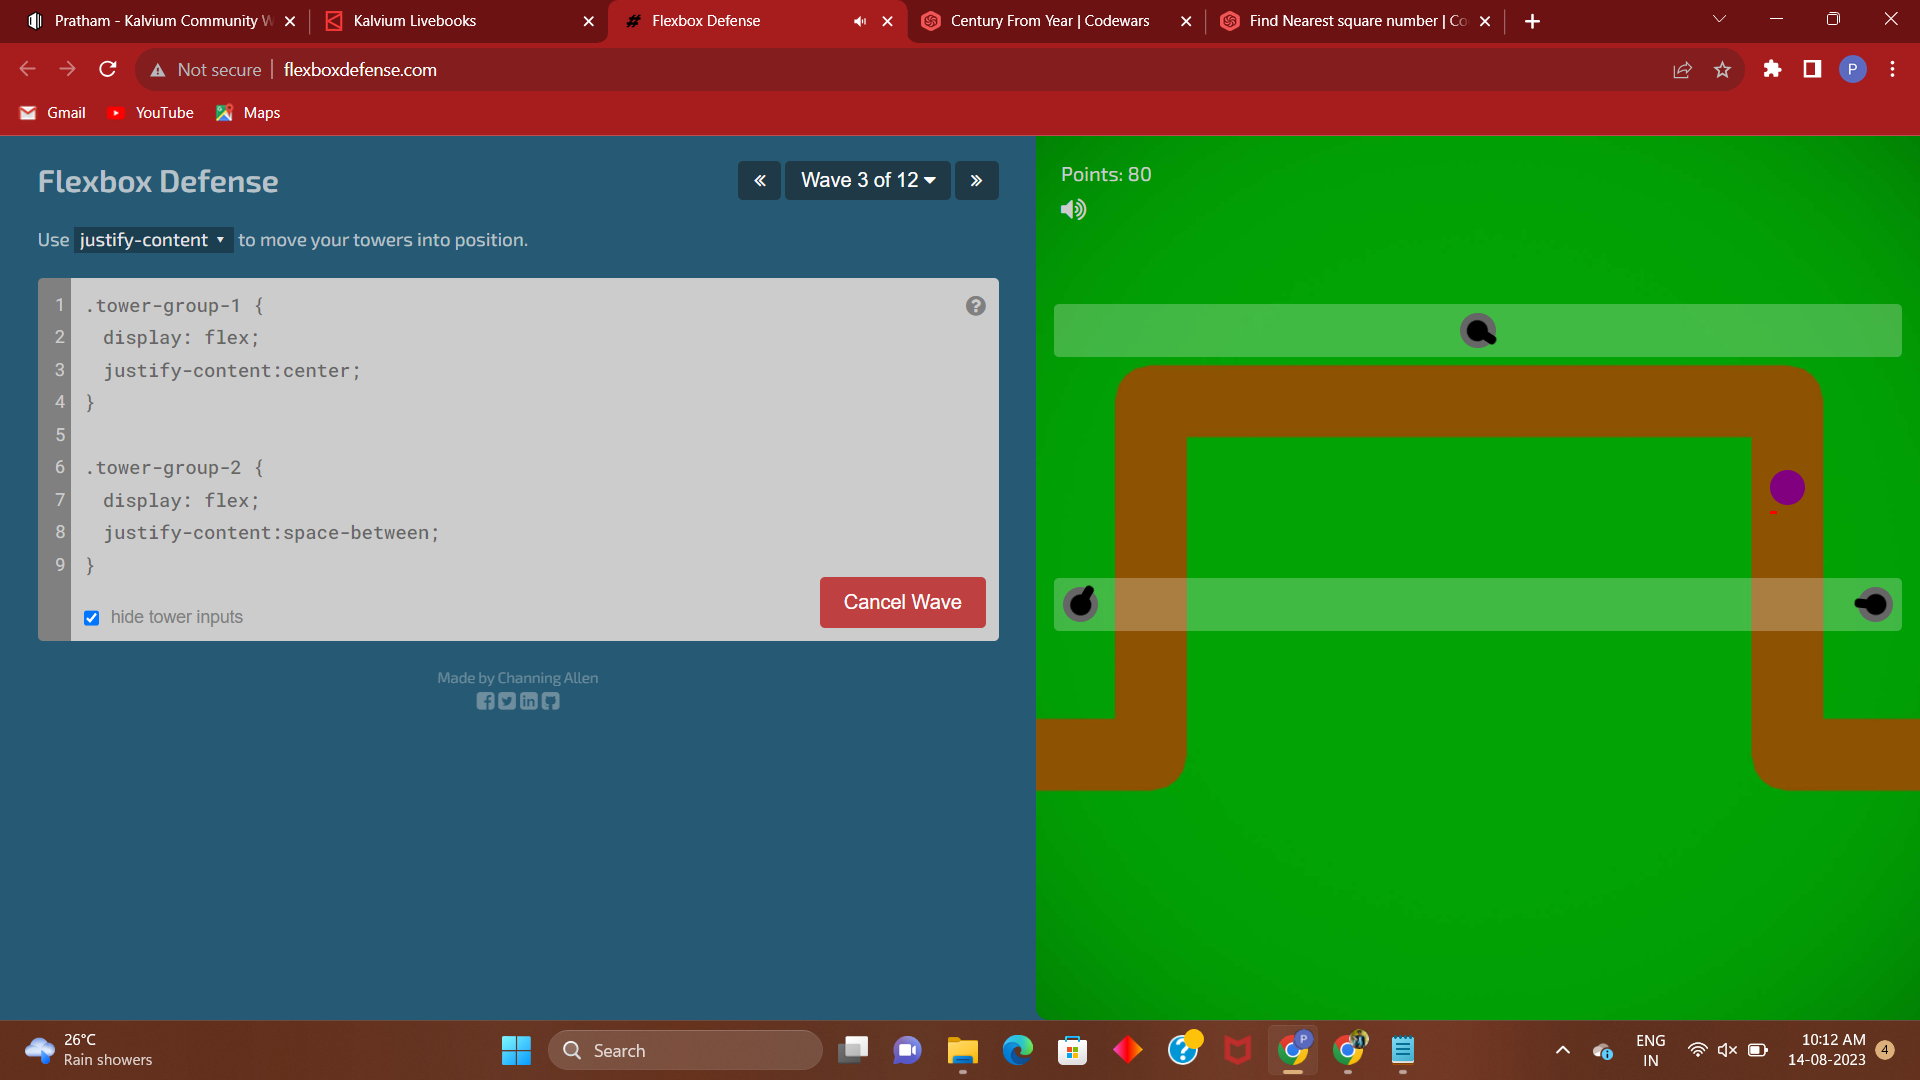 Pratham - Kalvium Community W
Kalvium Livebooks
Flexbox Defense
Century From Year | Codewars
Find Nearest square number | Co
Not secure
flexboxdefense.com
P
Gmail
YouTube
Maps
Flexbox Defense
« Wave 3 of 12 »
Use justify-content to move your towers into position.
1 .tower-group-1 {
2 display: flex;
3 justify-content:center;
4 }
5
6 .tower-group-2 {
7 display: flex;
8 justify-content:space-between;
9 }
?
hide tower inputs
Cancel Wave
Made by Channing Allen
Points: 80
26°C
Rain showers
Search
P
ENG
IN
10:12 AM
14-08-2023
4